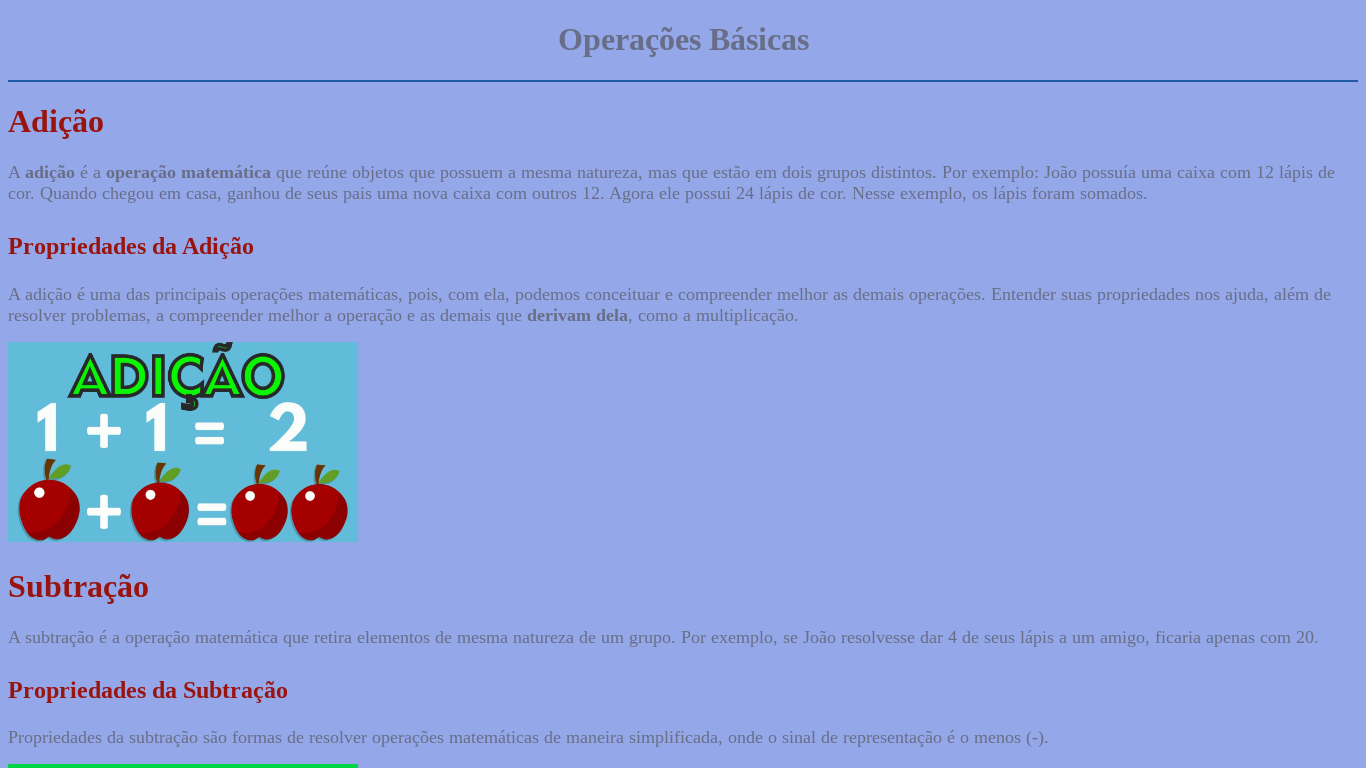 Operações Básicas
Adição
A adição é a operação matemática que reúne objetos que possuem a mesma natureza, mas que estão em dois grupos distintos. Por exemplo: João possuía uma caixa com 12 lápis de
cor. Quando chegou em casa, ganhou de seus pais uma nova caixa com outros 12. Agora ele possui 24 lápis de cor. Nesse exemplo, os lápis foram somados.
Propriedades da Adição
A adição é uma das principais operações matemáticas, pois, com ela, podemos conceituar e compreender melhor as demais operações. Entender suas propriedades nos ajuda, além de
resolver problemas, a compreender melhor a operação e as demais que derivam dela, como a multiplicação.
ADIÇÃO
1 + 1 = 2
+ =
Subtração
A subtração é a operação matemática que retira elementos de mesma natureza de um grupo. Por exemplo, se João resolvesse dar 4 de seus lápis a um amigo, ficaria apenas com 20.
Propriedades da Subtração
Propriedades da subtração são formas de resolver operações matemáticas de maneira simplificada, onde o sinal de representação é o menos (-).